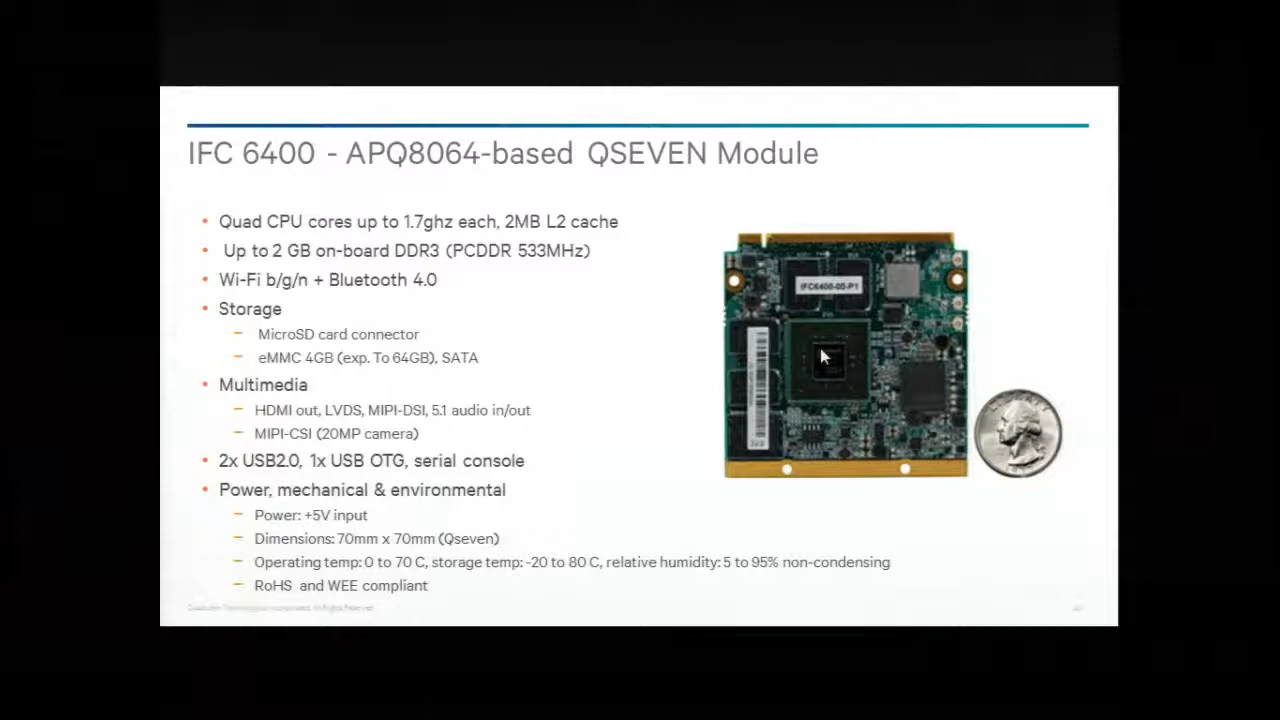 IFC 6400 - APQ8064-based QSEVEN Module
• Quad CPU cores up to 1.7ghz each, 2MB L2 cache
• Up to 2 GB on-board DDR3 (PCDDR 533MHz)
• Wi-Fi b/g/n + Bluetooth 4.0
• Storage
– MicroSD card connector
– eMMC 4GB (exp. To 64GB), SATA
• Multimedia
– HDMI out, LVDS, MIPI-DSI, 5.1 audio in/out
– MIPI-CSI (20MP camera)
• 2x USB2.0, 1x USB OTG, serial console
• Power, mechanical & environmental
– Power: +5V input
– Dimensions: 70mm x 70mm (Qseven)
– Operating temp: 0 to 70 C, storage temp: -20 to 80 C, relative humidity: 5 to 95% non-condensing
– RoHS and WEE compliant
IFC6400-00-P1
LIBERTY